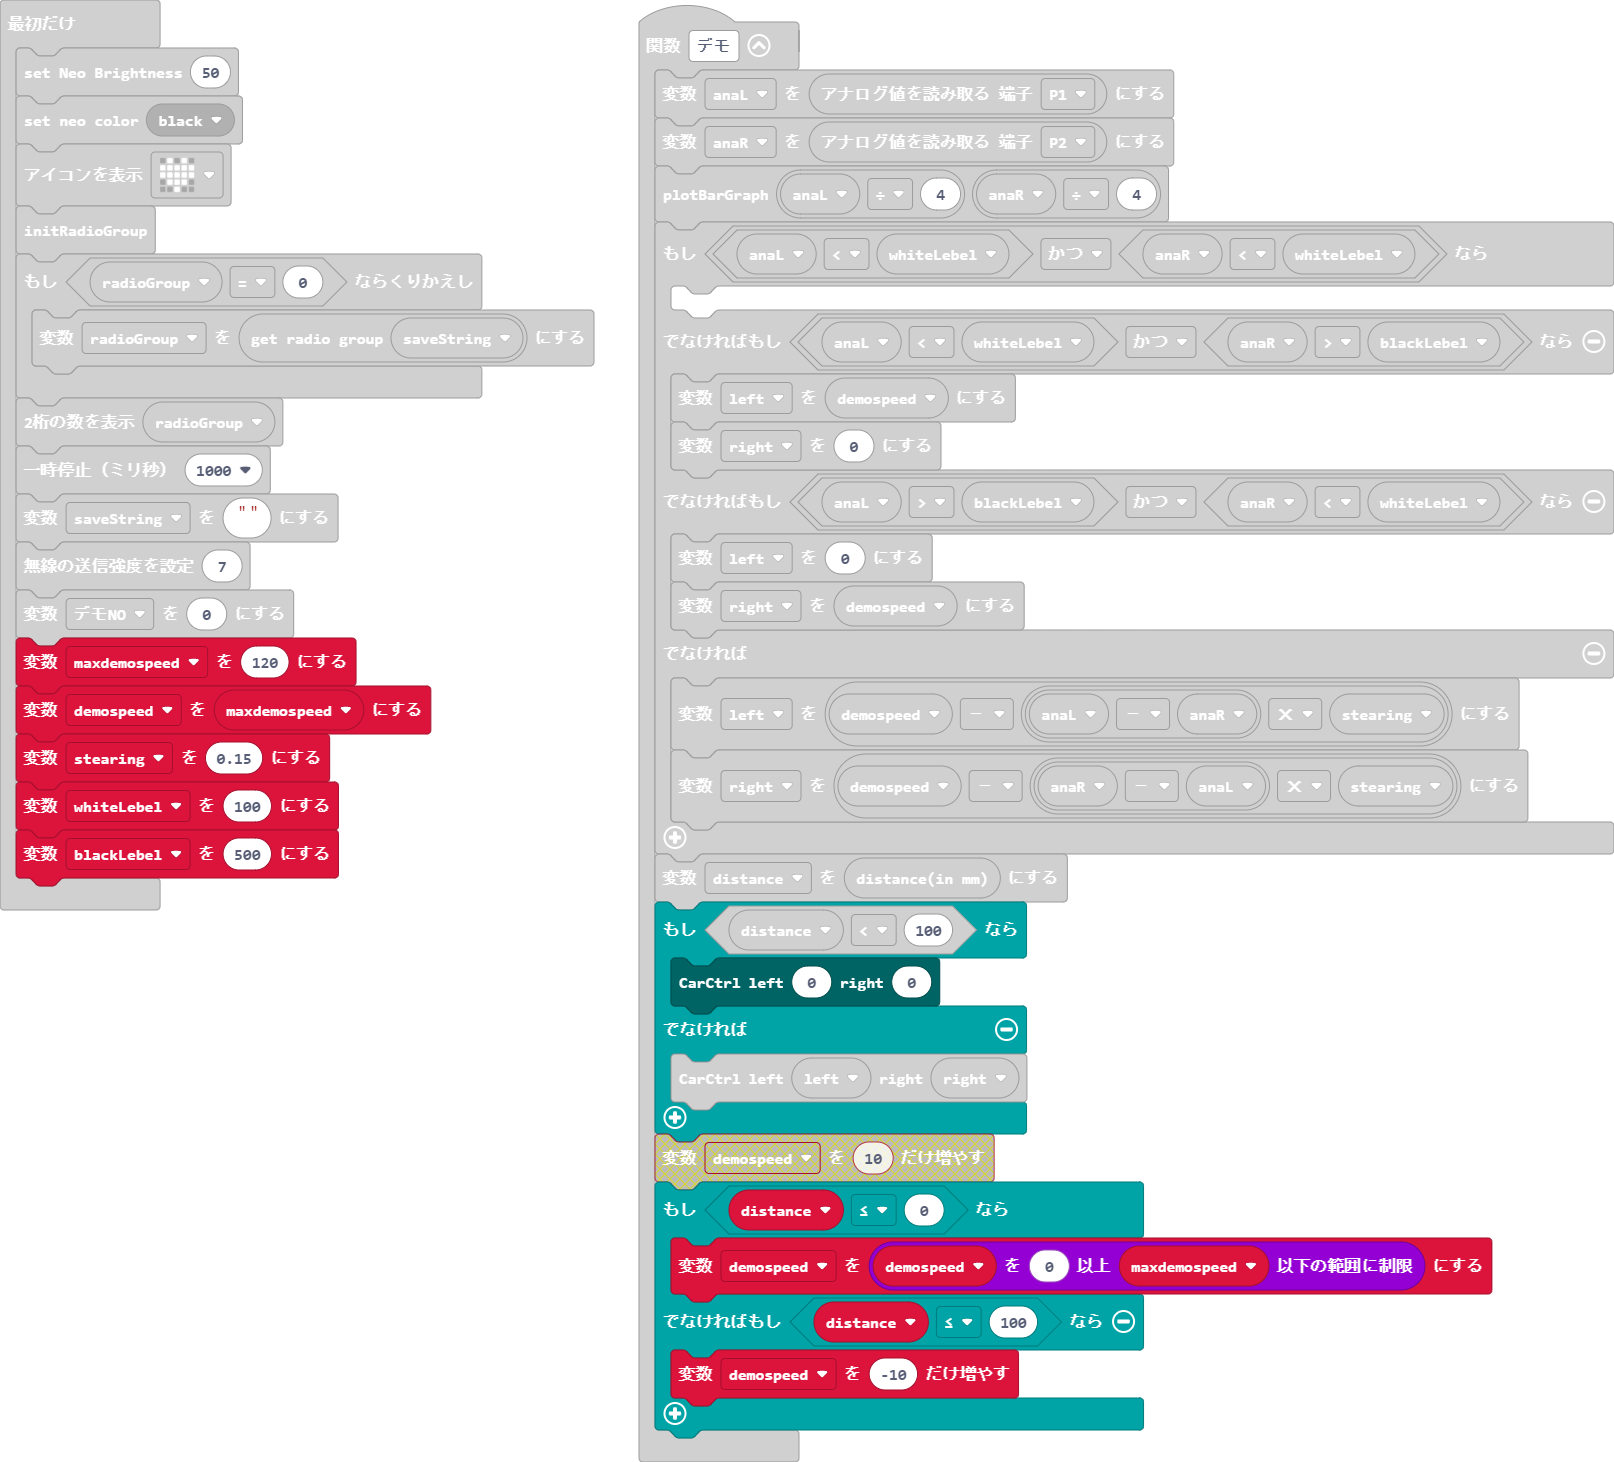 最初だけ
set Neo Brightness 50
set neo color black
アイコンを表示
initRadioGroup
もし radioGroup = 0 ならくりかえし
変数 radioGroup を get radio group saveString にする
2桁の数を表示 radioGroup
一時停止（ミリ秒） 1000
変数 saveString を " " にする
無線の送信強度を設定 7
変数 デモNO を 0 にする
変数 maxdemospeed を 120 にする
変数 demospeed を maxdemospeed にする
変数 stearing を 0.15 にする
変数 whiteLebel を 100 にする
変数 blackLebel を 500 にする
関数 デモ
変数 anaL を アナログ値を読み取る 端子 P1 にする
変数 anaR を アナログ値を読み取る 端子 P2 にする
plotBarGraph anaL ÷ 4 anaR ÷ 4
もし anaL < whiteLebel かつ anaR < whiteLebel なら
でなければもし anaL < whiteLebel かつ anaR > blackLebel なら
変数 left を demospeed にする
変数 right を 0 にする
でなければもし anaL > blackLebel かつ anaR < whiteLebel なら
変数 left を 0 にする
変数 right を demospeed にする
でなければ
変数 left を demospeed - anaL - anaR × stearing にする
変数 right を demospeed - anaR - anaL × stearing にする
変数 distance を distance(in mm) にする
もし distance < 100 なら
CarCtrl left 0 right 0
でなければ
CarCtrl left left right right
変数 demospeed を 10 だけ増やす
もし distance ≤ 0 なら
変数 demospeed を demospeed を 0 以上 maxdemospeed 以下の範囲に制限 にする
でなければもし distance ≤ 100 なら
変数 demospeed を -10 だけ増やす